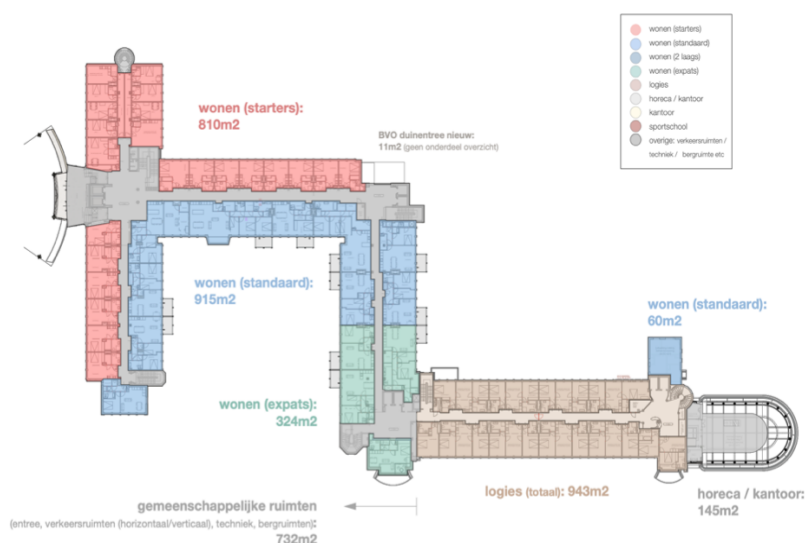 wonen (starters)
wonen (standaard)
wonen (2 laags)
wonen (expats)
logies
horeca / kantoor
kantoor
sportschool
overige: verkeersruimten /
techniek / bergruimte etc
wonen (starters):
810m2
BVO duinentree nieuw:
11m2 (geen onderdeel overzicht)
wonen (standaard):
915m2
wonen (standaard):
60m2
wonen (expats):
324m2
logies (totaal): 943m2
horeca / kantoor:
145m2
gemeenschappelijke ruimten
(entree, verkeersruimten (horizontaal/verticaal), techniek, bergruimten):
732m2